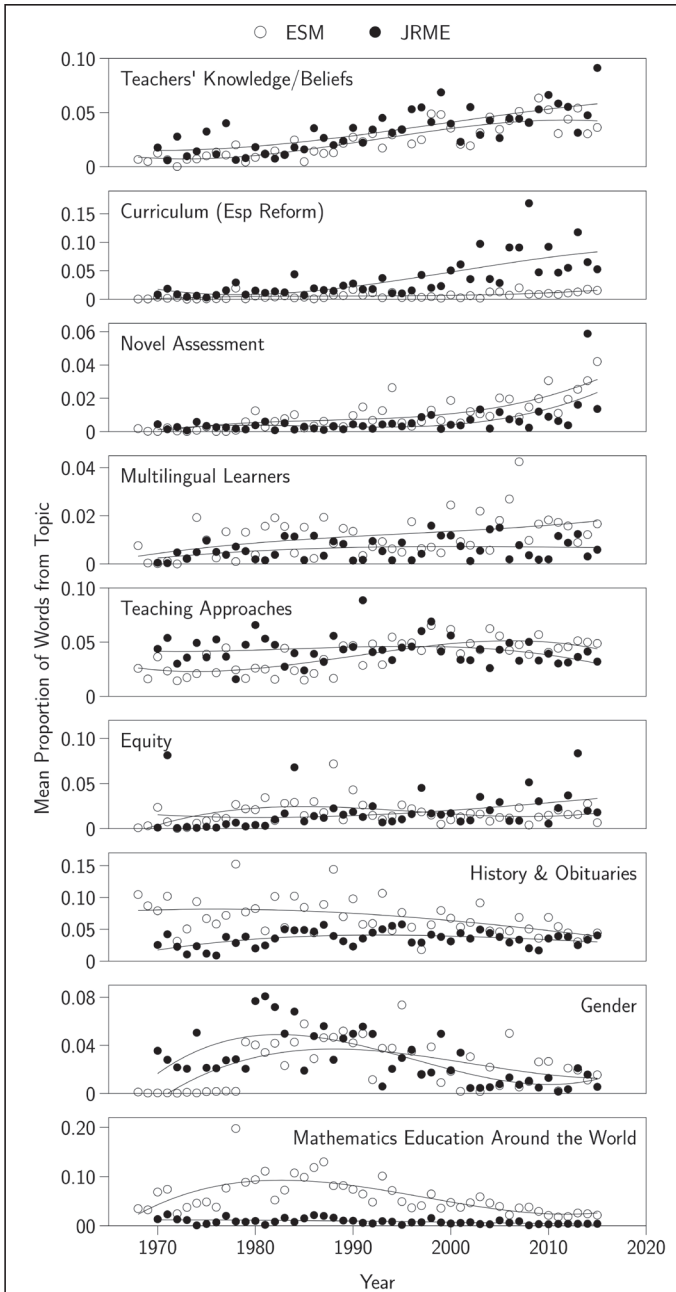 ESM JRME
Teachers' Knowledge/Beliefs
0.10
0.05
0
Curriculum (Esp Reform)
0.15
0.10
0.05
0
Novel Assessment
0.06
0.04
0.02
0
Multilingual Learners
0.04
0.02
0
Teaching Approaches
0.10
0.05
0
Equity
0.10
0.05
0
History & Obituaries
0.15
0.10
0.05
0
Gender
0.08
0.04
0
Mathematics Education Around the World
0.20
0.10
00
Mean Proportion of Words from Topic
1970 1980 1990 2000 2010 2020
Year